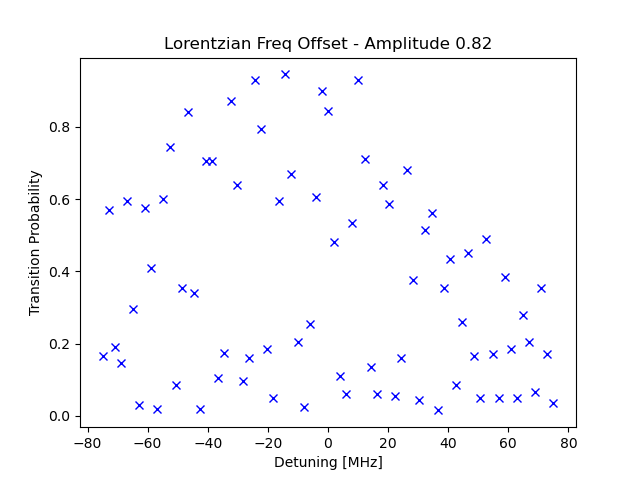 Lorentzian Freq Offset - Amplitude 0.82
Transition Probability
0.8
0.6
0.4
0.2
0.0
−80 −60 −40 −20 0 20 40 60 80
Detuning [MHz]